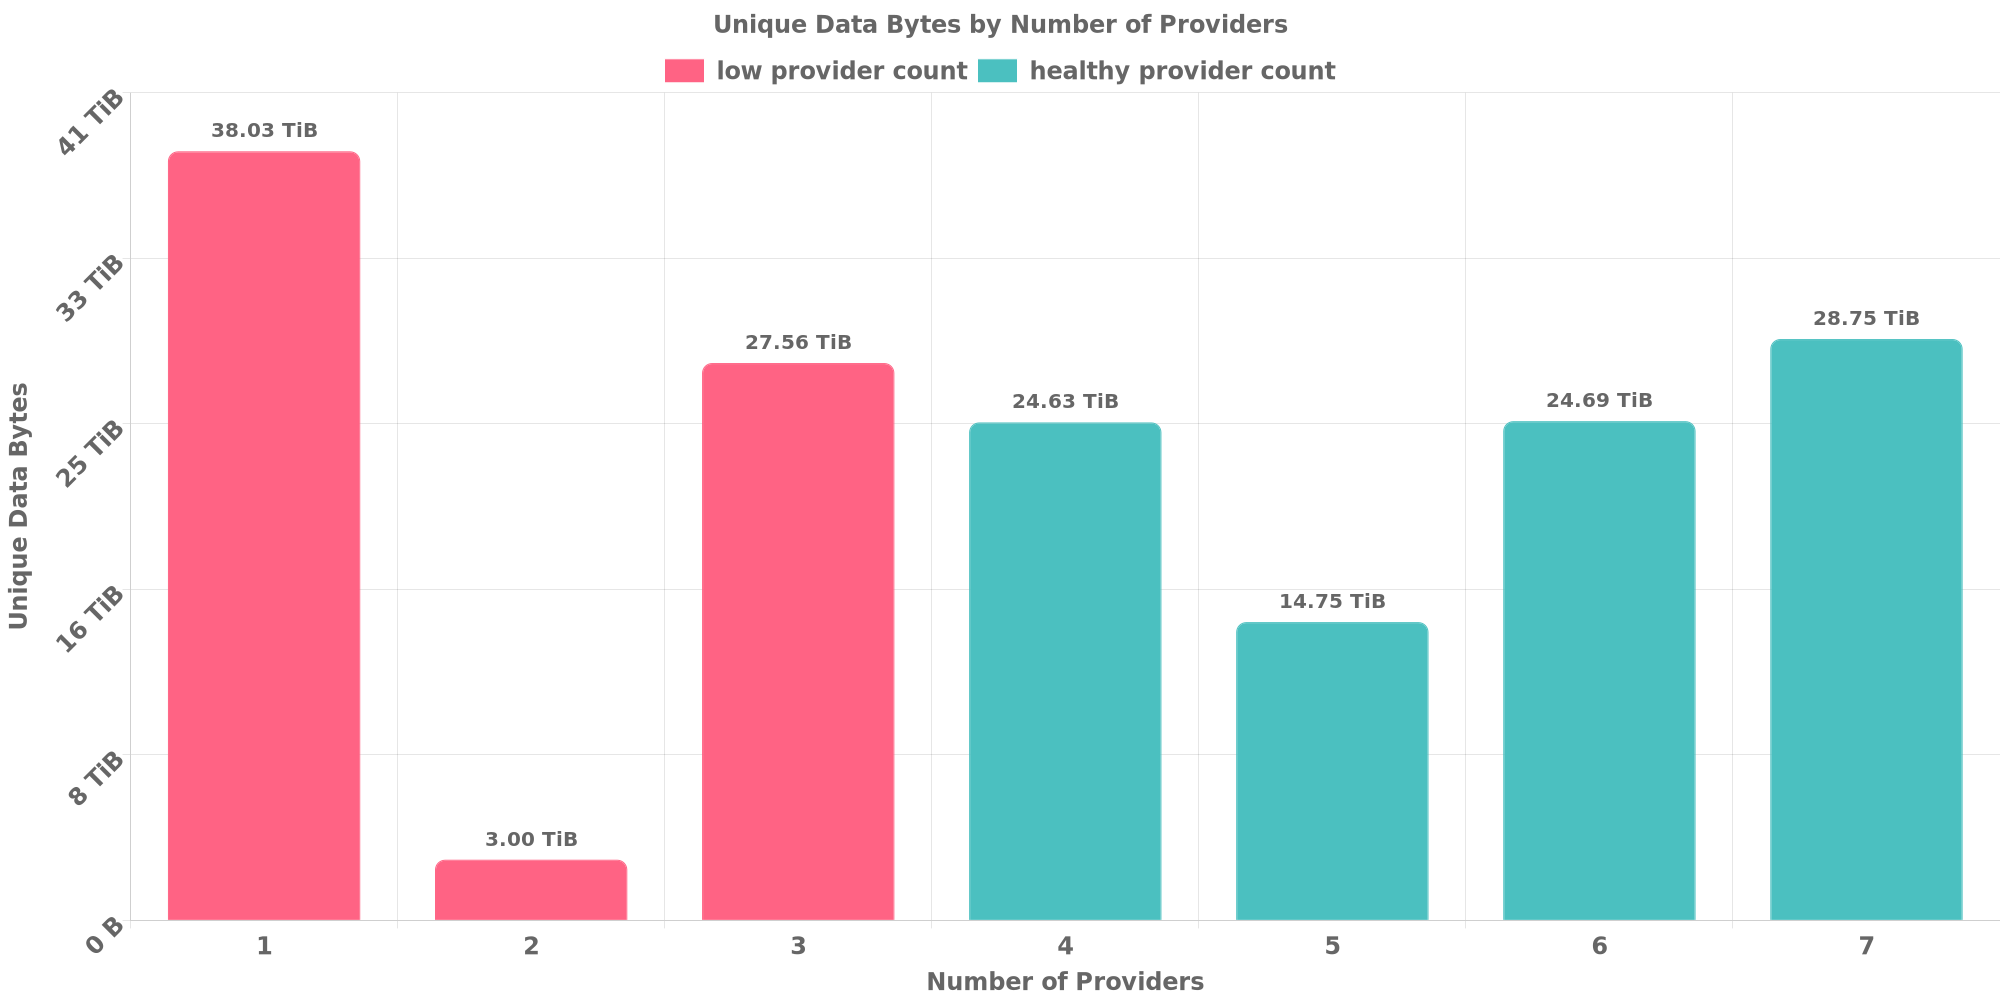 Unique Data Bytes by Number of Providers
low provider count
healthy provider count
41 TiB
33 TiB
25 TiB
16 TiB
8 TiB
0 B
Unique Data Bytes
38.03 TiB
3.00 TiB
27.56 TiB
24.63 TiB
14.75 TiB
24.69 TiB
28.75 TiB
1
2
3
4
5
6
7
Number of Providers